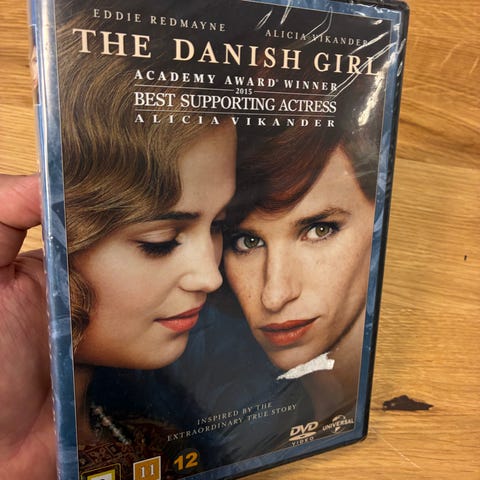 EDDIE REDMAYNE
ALICIA VIKANDER
THE DANISH GIRL
ACADEMY AWARD® WINNER
2015
BEST SUPPORTING ACTRESS
ALICIA VIKANDER
INSPIRED BY THE
EXTRAORDINARY TRUE STORY
DVD
VIDEO
UNIVERSAL
11
12